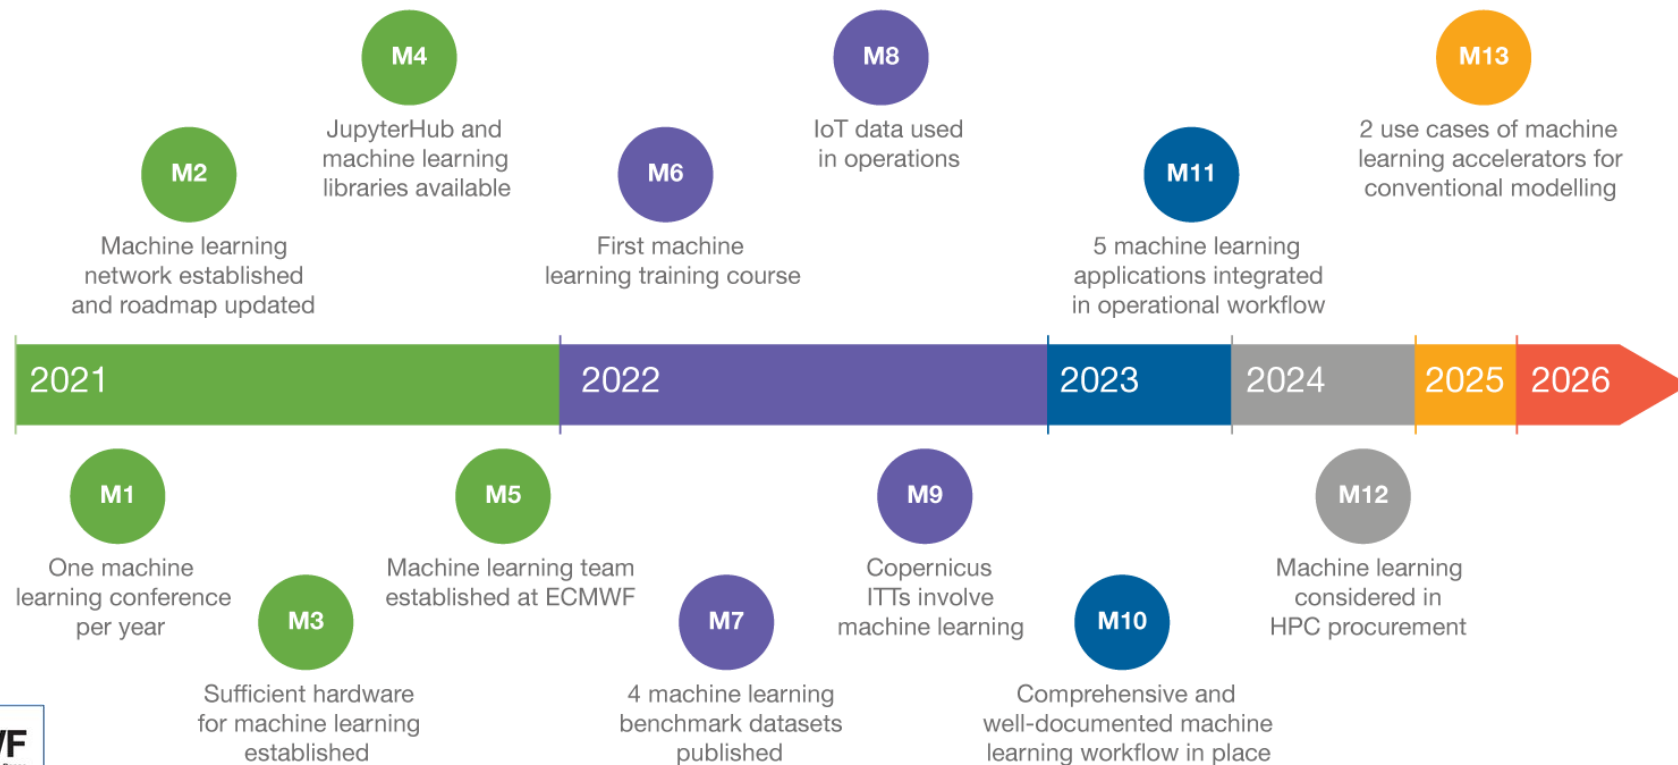 M4
JupyterHub and
machine learning
libraries available
M8
IoT data used
in operations
M13
2 use cases of machine
learning accelerators for
conventional modelling
M2
Machine learning
network established
and roadmap updated
M6
First machine
learning training course
M11
5 machine learning
applications integrated
in operational workflow
2021
2022
2023
2024
2025
2026
M1
One machine
learning conference
per year
M5
Machine learning team
established at ECMWF
M9
Copernicus
ITTs involve
machine learning
M12
Machine learning
considered in
HPC procurement
M3
Sufficient hardware
for machine learning
established
M7
4 machine learning
benchmark datasets
published
M10
Comprehensive and
well-documented machine
learning workflow in place